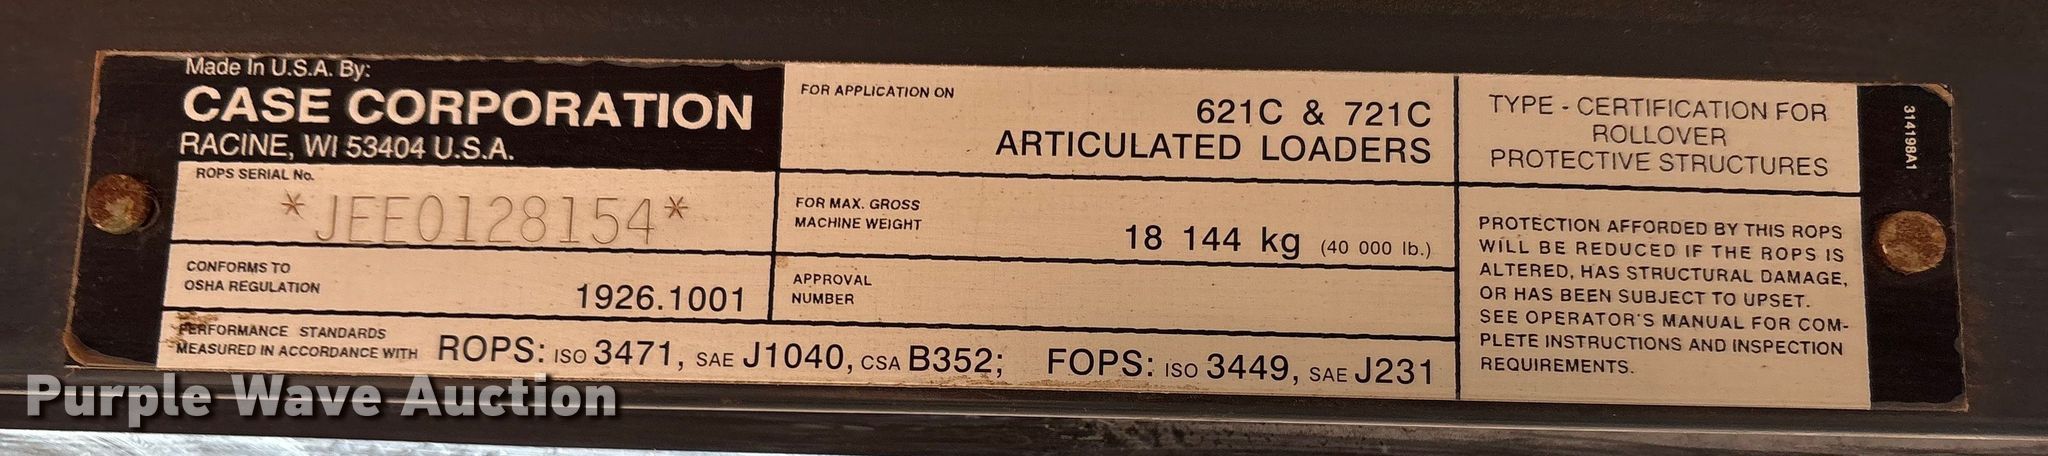 Made In U.S.A. By:
CASE CORPORATION
RACINE, WI 53404 U.S.A.
ROPS SERIAL No.
*JEE0128154*
CONFORMS TO
OSHA REGULATION
1926.1001
FOR APPLICATION ON
621C & 721C
ARTICULATED LOADERS
FOR MAX. GROSS
MACHINE WEIGHT
18 144 kg (40 000 lb.)
APPROVAL
NUMBER
PERFORMANCE STANDARDS
MEASURED IN ACCORDANCE WITH
ROPS: ISO 3471, SAE J1040, CSA B352; FOPS: ISO 3449, SAE J231
TYPE - CERTIFICATION FOR
ROLLOVER
PROTECTIVE STRUCTURES
PROTECTION AFFORDED BY THIS ROPS
WILL BE REDUCED IF THE ROPS IS
ALTERED, HAS STRUCTURAL DAMAGE,
OR HAS BEEN SUBJECT TO UPSET.
SEE OPERATOR'S MANUAL FOR COM-
PLETE INSTRUCTIONS AND INSPECTION
REQUIREMENTS.
314198A1
Purple Wave Auction